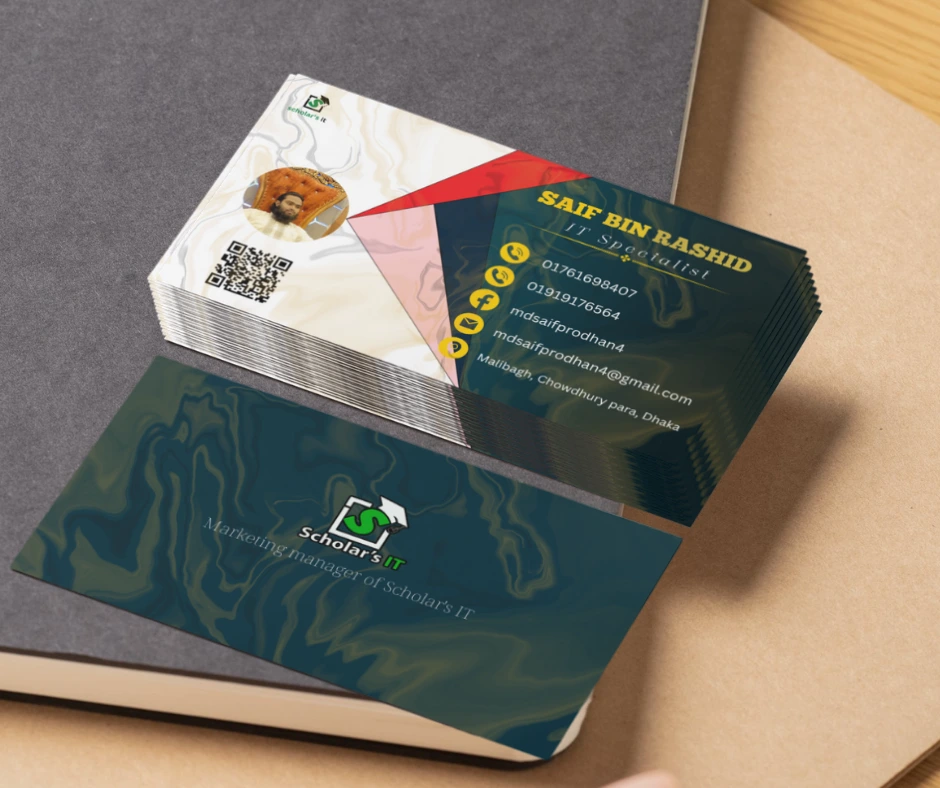 Scholar's IT
SAIF BIN RASHID
IT Specialist
01761698407
01919176564
mdsaifprodhan4
mdsaifprodhan4@gmail.com
Malibagh, Chowdhury para, Dhaka
Scholar's IT
Marketing manager of Scholar's IT